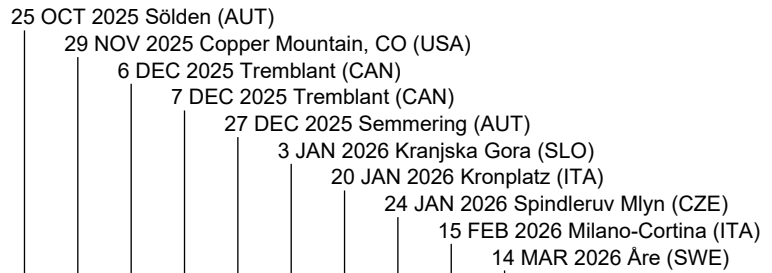 25 OCT 2025 Sölden (AUT)
29 NOV 2025 Copper Mountain, CO (USA)
6 DEC 2025 Tremblant (CAN)
7 DEC 2025 Tremblant (CAN)
27 DEC 2025 Semmering (AUT)
3 JAN 2026 Kranjska Gora (SLO)
20 JAN 2026 Kronplatz (ITA)
24 JAN 2026 Spindleruv Mlyn (CZE)
15 FEB 2026 Milano-Cortina (ITA)
14 MAR 2026 Åre (SWE)